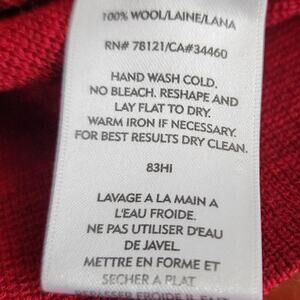 100% WOOL/LAINE/LANA
RN# 78121/CA#34460
HAND WASH COLD.
NO BLEACH. RESHAPE AND
LAY FLAT TO DRY.
WARM IRON IF NECESSARY.
FOR BEST RESULTS DRY CLEAN.
83HI
LAVAGE A LA MAIN A
L'EAU FROIDE.
NE PAS UTILISER D'EAU
DE JAVEL.
METTRE EN FORME ET
SECHER A PLAT
REPASSER FROID